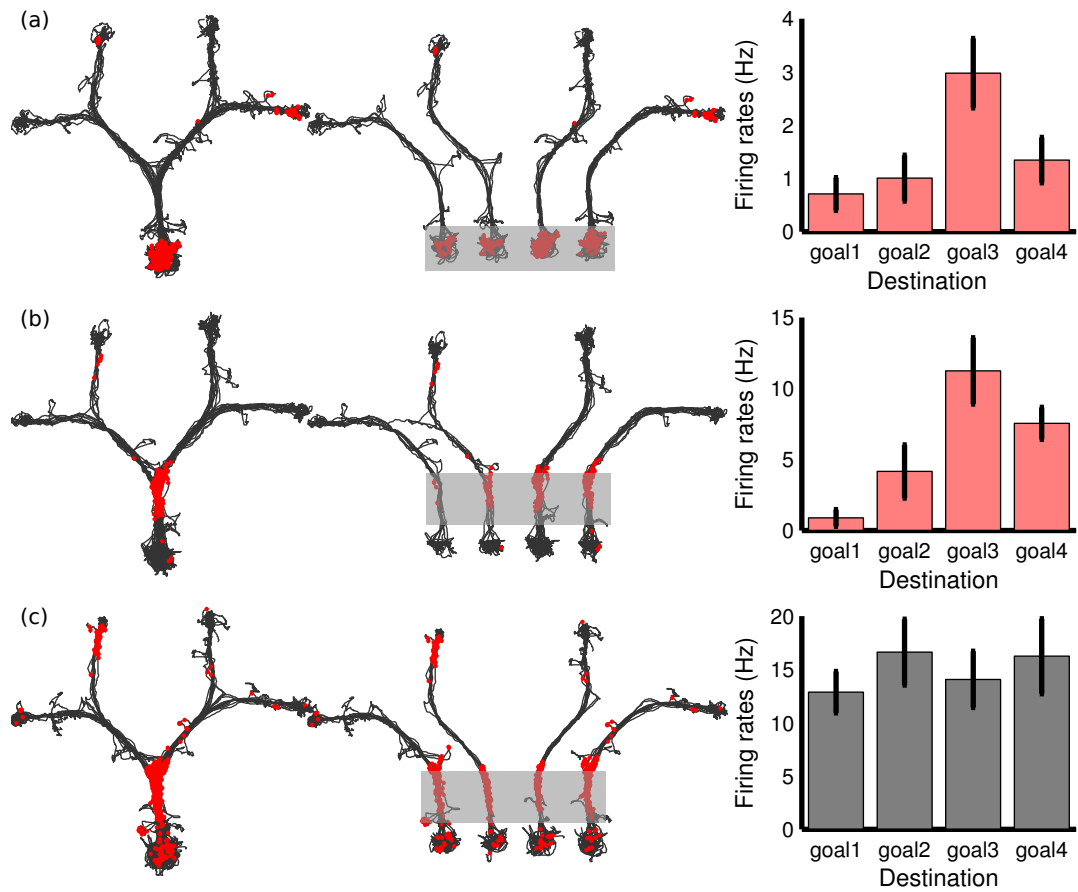 (a)
Firing rates (Hz)
4
3
2
1
0
goal1 goal2 goal3 goal4
Destination
(b)
Firing rates (Hz)
15
10
5
0
goal1 goal2 goal3 goal4
Destination
(c)
Firing rates (Hz)
20
15
10
5
0
goal1 goal2 goal3 goal4
Destination